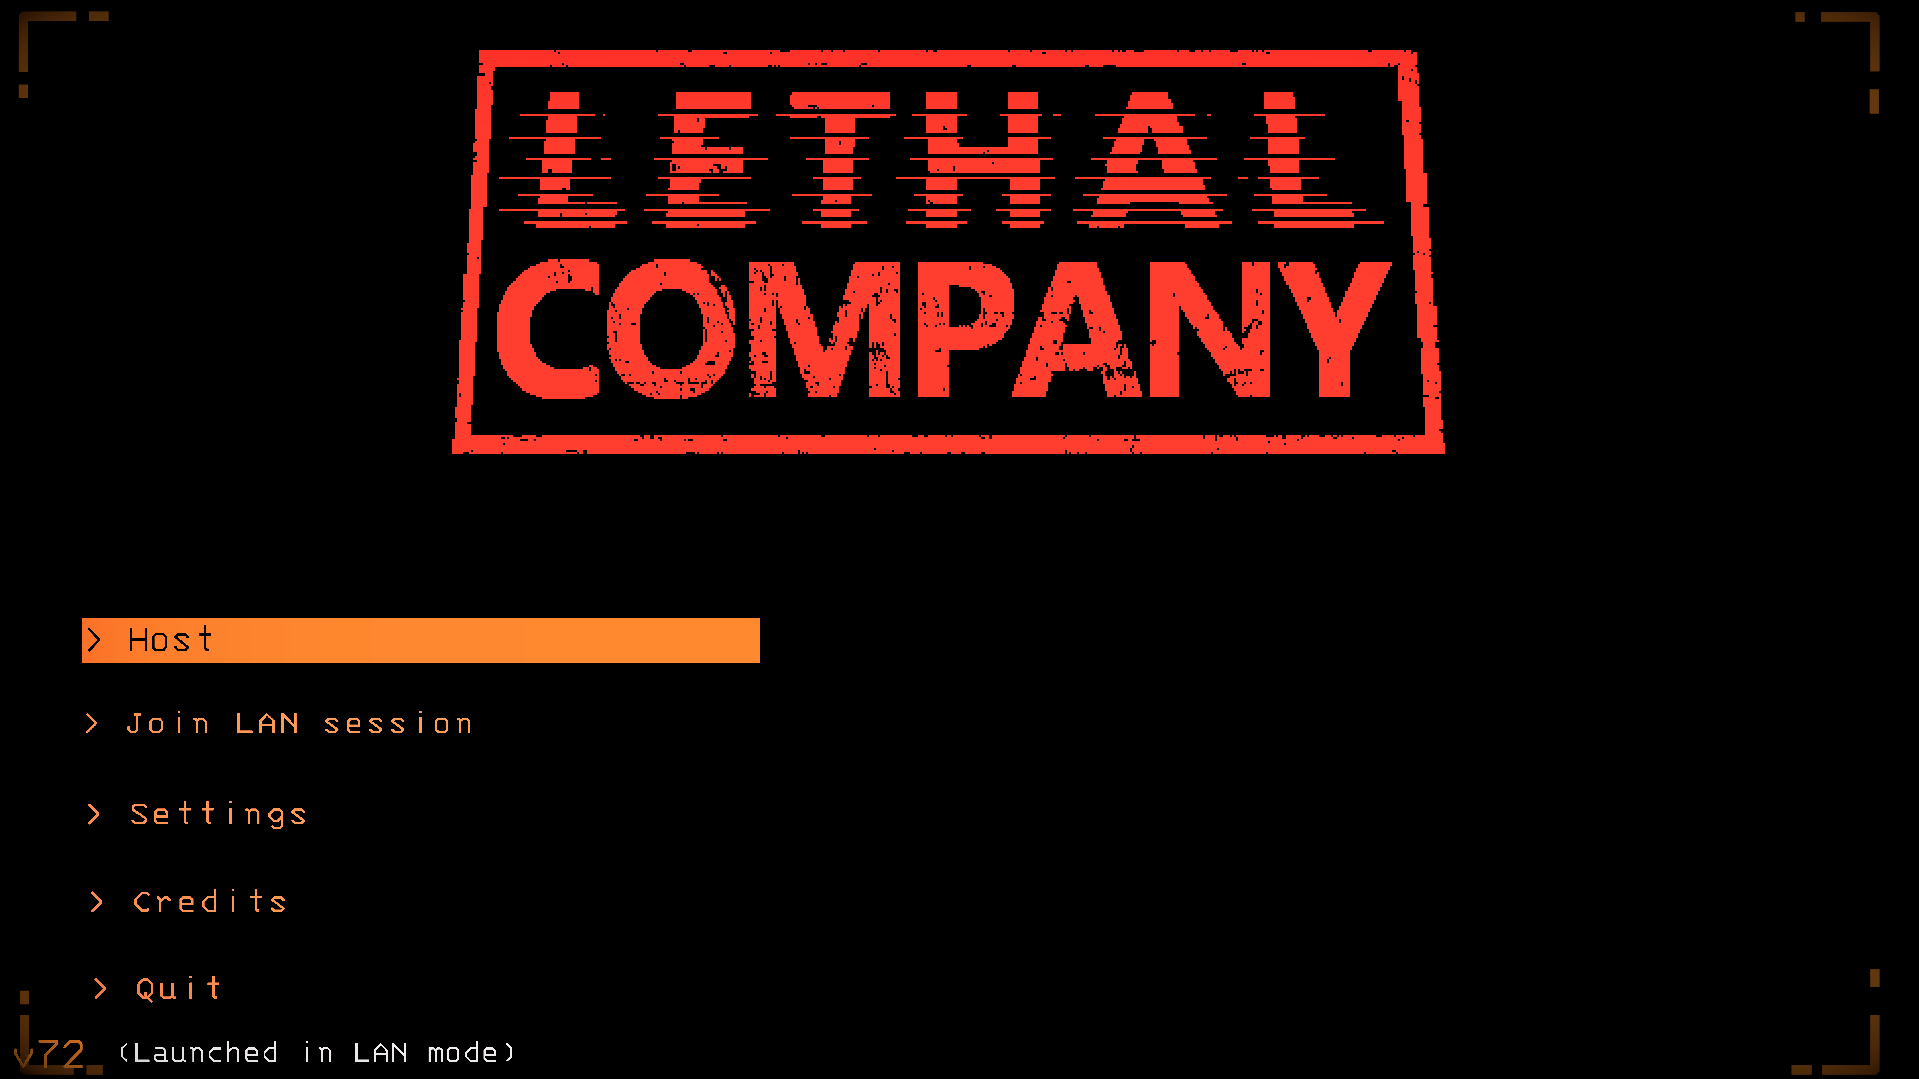 LETHAL
COMPANY
> Host
> Join LAN session
> Settings
> Credits
> Quit
v72 (Launched in LAN mode)